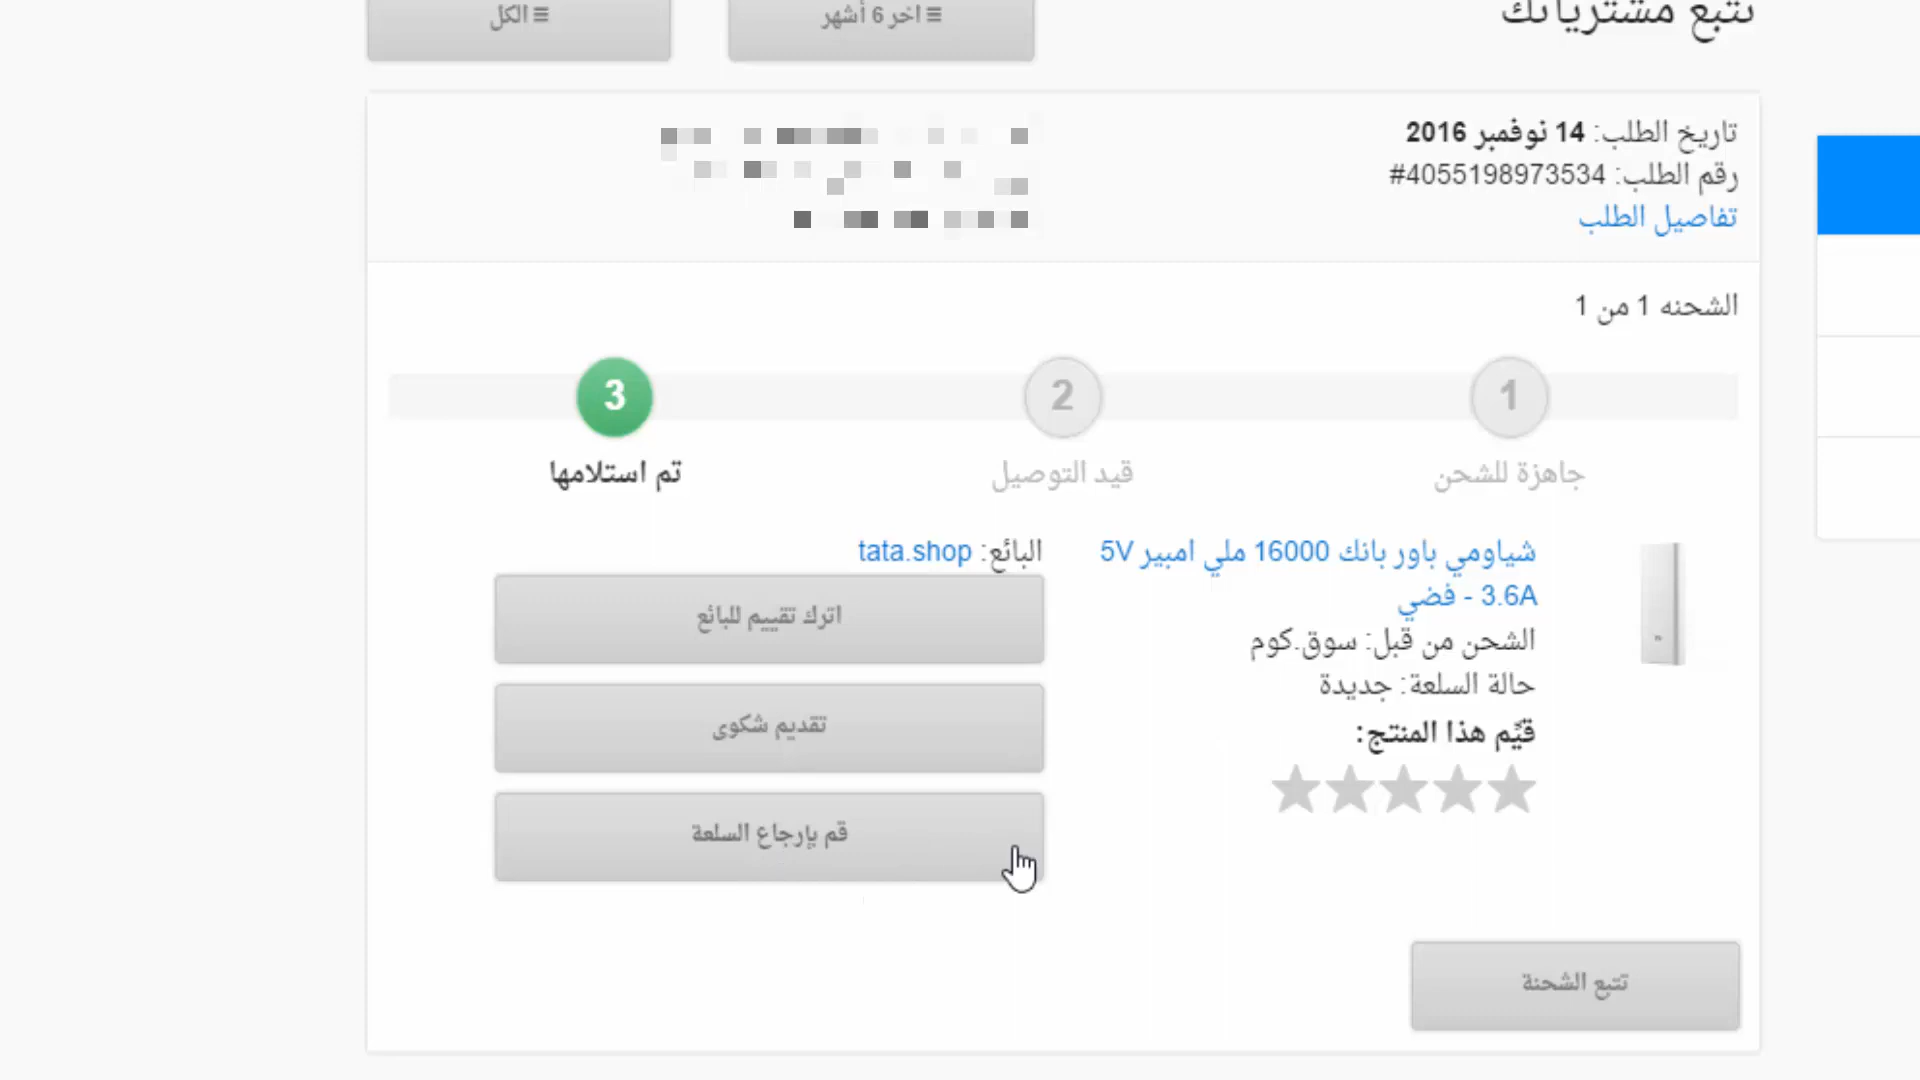 تتبع مشترياتك
اخر 6 أشهر
الكل
تاريخ الطلب: 14 نوفمبر 2016
رقم الطلب: 4055198973534#
تفاصيل الطلب
الشحنه 1 من 1
1
2
3
جاهزة للشحن
قيد التوصيل
تم استلامها
شياومي باور بانك 16000 ملي امبير 5V
3.6A - فضي
الشحن من قبل: سوق.كوم
حالة السلعة: جديدة
قيِّم هذا المنتج:
البائع: tata.shop
اترك تقييم للبائع
تقديم شكوى
قم بإرجاع السلعة
تتبع الشحنة